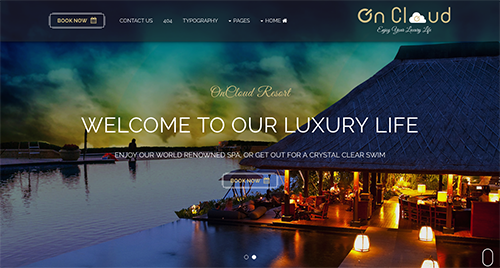 BOOK NOW CONTACT US 404 TYPOGRAPHY PAGES HOME
On Cloud
Enjoy Your Luxury Life
OnCloud Resort
WELCOME TO OUR LUXURY LIFE
ENJOY OUR WORLD RENOWNED SPA, OR GET OUT FOR A CRYSTAL CLEAR SWIM
BOOK NOW